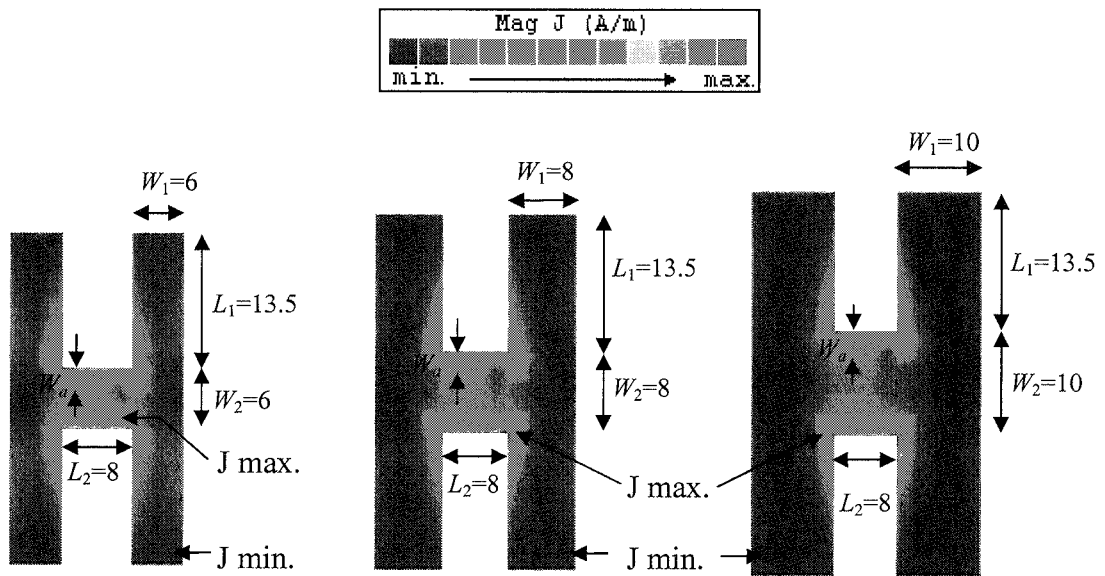 Mag J (A/m)
min. max.
W₁=6
L₁=13.5
Wₐ
W₂=6
L₂=8
J max.
J min.
W₁=8
L₁=13.5
Wₐ
W₂=8
L₂=8
J max.
J min.
W₁=10
L₁=13.5
Wₐ
W₂=10
L₂=8